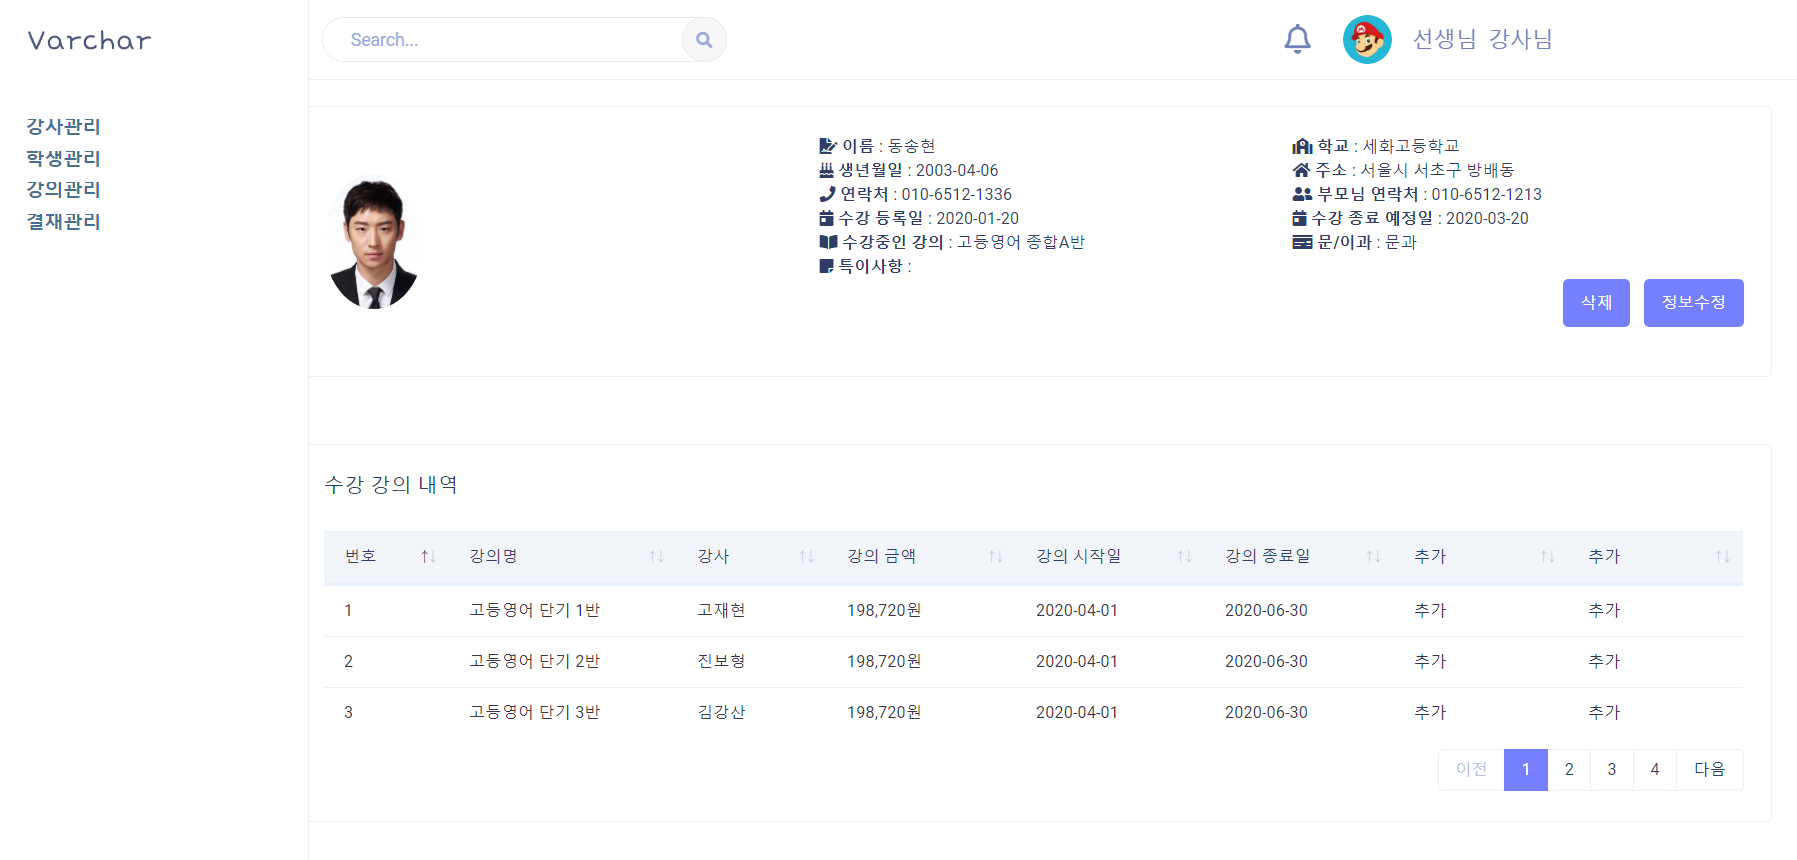 Varchar
Search...
선생님 강사님
강사관리
학생관리
강의관리
결재관리
이름 : 동송현
생년월일 : 2003-04-06
연락처 : 010-6512-1336
수강 등록일 : 2020-01-20
수강중인 강의 : 고등영어 종합A반
특이사항 :
학교 : 세화고등학교
주소 : 서울시 서초구 방배동
부모님 연락처 : 010-6512-1213
수강 종료 예정일 : 2020-03-20
문/이과 : 문과
삭제 정보수정
수강 강의 내역
번호 강의명 강사 강의 금액 강의 시작일 강의 종료일 추가 추가
1 고등영어 단기 1반 고재현 198,720원 2020-04-01 2020-06-30 추가 추가
2 고등영어 단기 2반 진보형 198,720원 2020-04-01 2020-06-30 추가 추가
3 고등영어 단기 3반 김강산 198,720원 2020-04-01 2020-06-30 추가 추가
이전 1 2 3 4 다음